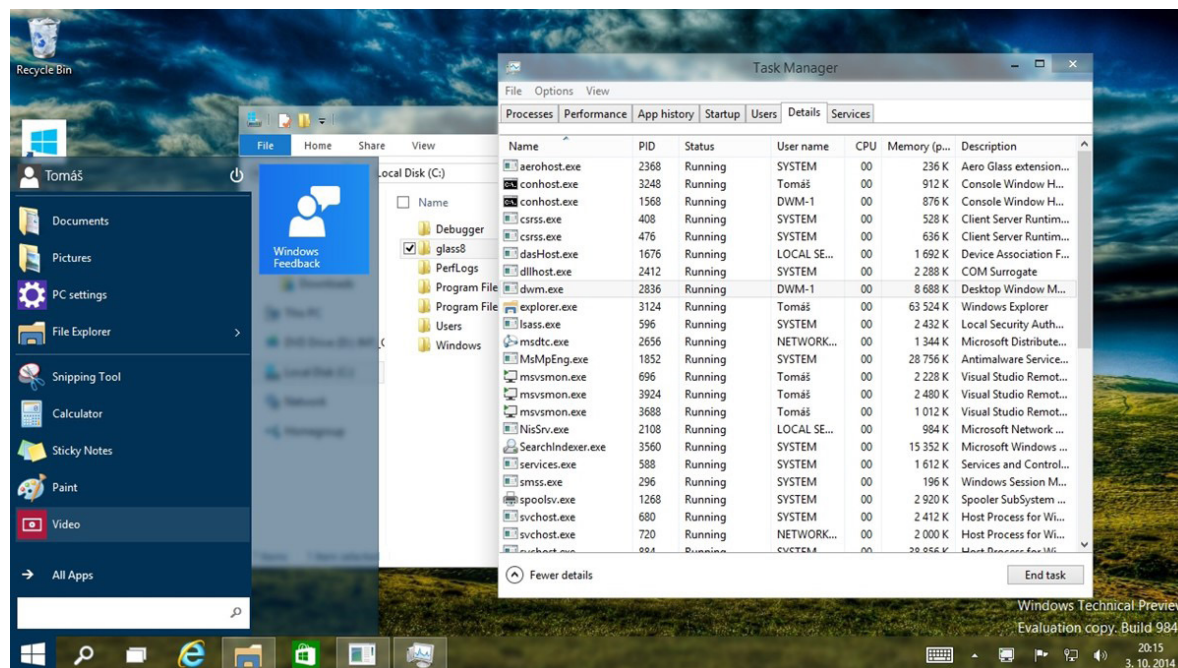 Recycle Bin
Tomáš
Documents
Pictures
PC settings
File Explorer
Snipping Tool
Calculator
Sticky Notes
Paint
Video
All Apps
Windows
Feedback
File Home Share View
Local Disk (C:)
Name
Debugger
glass8
PerfLogs
Program File
Program File
Users
Windows
Task Manager
File Options View
Processes Performance App history Startup Users Details Services
Name PID Status User name CPU Memory (p... Description
aerohost.exe 2368 Running SYSTEM 00 236 K Aero Glass extension...
conhost.exe 3248 Running Tomáš 00 912 K Console Window H...
conhost.exe 1568 Running DWM-1 00 876 K Console Window H...
csrss.exe 408 Running SYSTEM 00 528 K Client Server Runtim...
csrss.exe 476 Running SYSTEM 00 636 K Client Server Runtim...
dasHost.exe 1676 Running LOCAL SE... 00 1 692 K Device Association F...
dllhost.exe 2412 Running SYSTEM 00 2 288 K COM Surrogate
dwm.exe 2836 Running DWM-1 00 8 688 K Desktop Window M...
explorer.exe 3124 Running Tomáš 00 63 524 K Windows Explorer
lsass.exe 596 Running SYSTEM 00 2 432 K Local Security Auth...
msdtc.exe 2656 Running NETWORK... 00 1 344 K Microsoft Distribute...
MsMpEng.exe 1852 Running SYSTEM 00 28 756 K Antimalware Service...
msvsmon.exe 696 Running Tomáš 00 2 228 K Visual Studio Remot...
msvsmon.exe 3924 Running Tomáš 00 2 480 K Visual Studio Remot...
msvsmon.exe 3688 Running Tomáš 00 1 012 K Visual Studio Remot...
NisSrv.exe 2108 Running LOCAL SE... 00 984 K Microsoft Network ...
SearchIndexer.exe 3560 Running SYSTEM 00 15 352 K Microsoft Windows ...
services.exe 588 Running SYSTEM 00 1 612 K Services and Control...
smss.exe 296 Running SYSTEM 00 196 K Windows Session M...
spoolsv.exe 1268 Running SYSTEM 00 2 920 K Spooler SubSystem ...
svchost.exe 680 Running SYSTEM 00 2 412 K Host Process for Wi...
svchost.exe 720 Running NETWORK... 00 2 000 K Host Process for Wi...
svchost.exe 884 Running SYSTEM 00 38 856 K Host Process for Wi...
Fewer details
End task
Windows Technical Preview
Evaluation copy. Build 984
20:15
3. 10. 2014